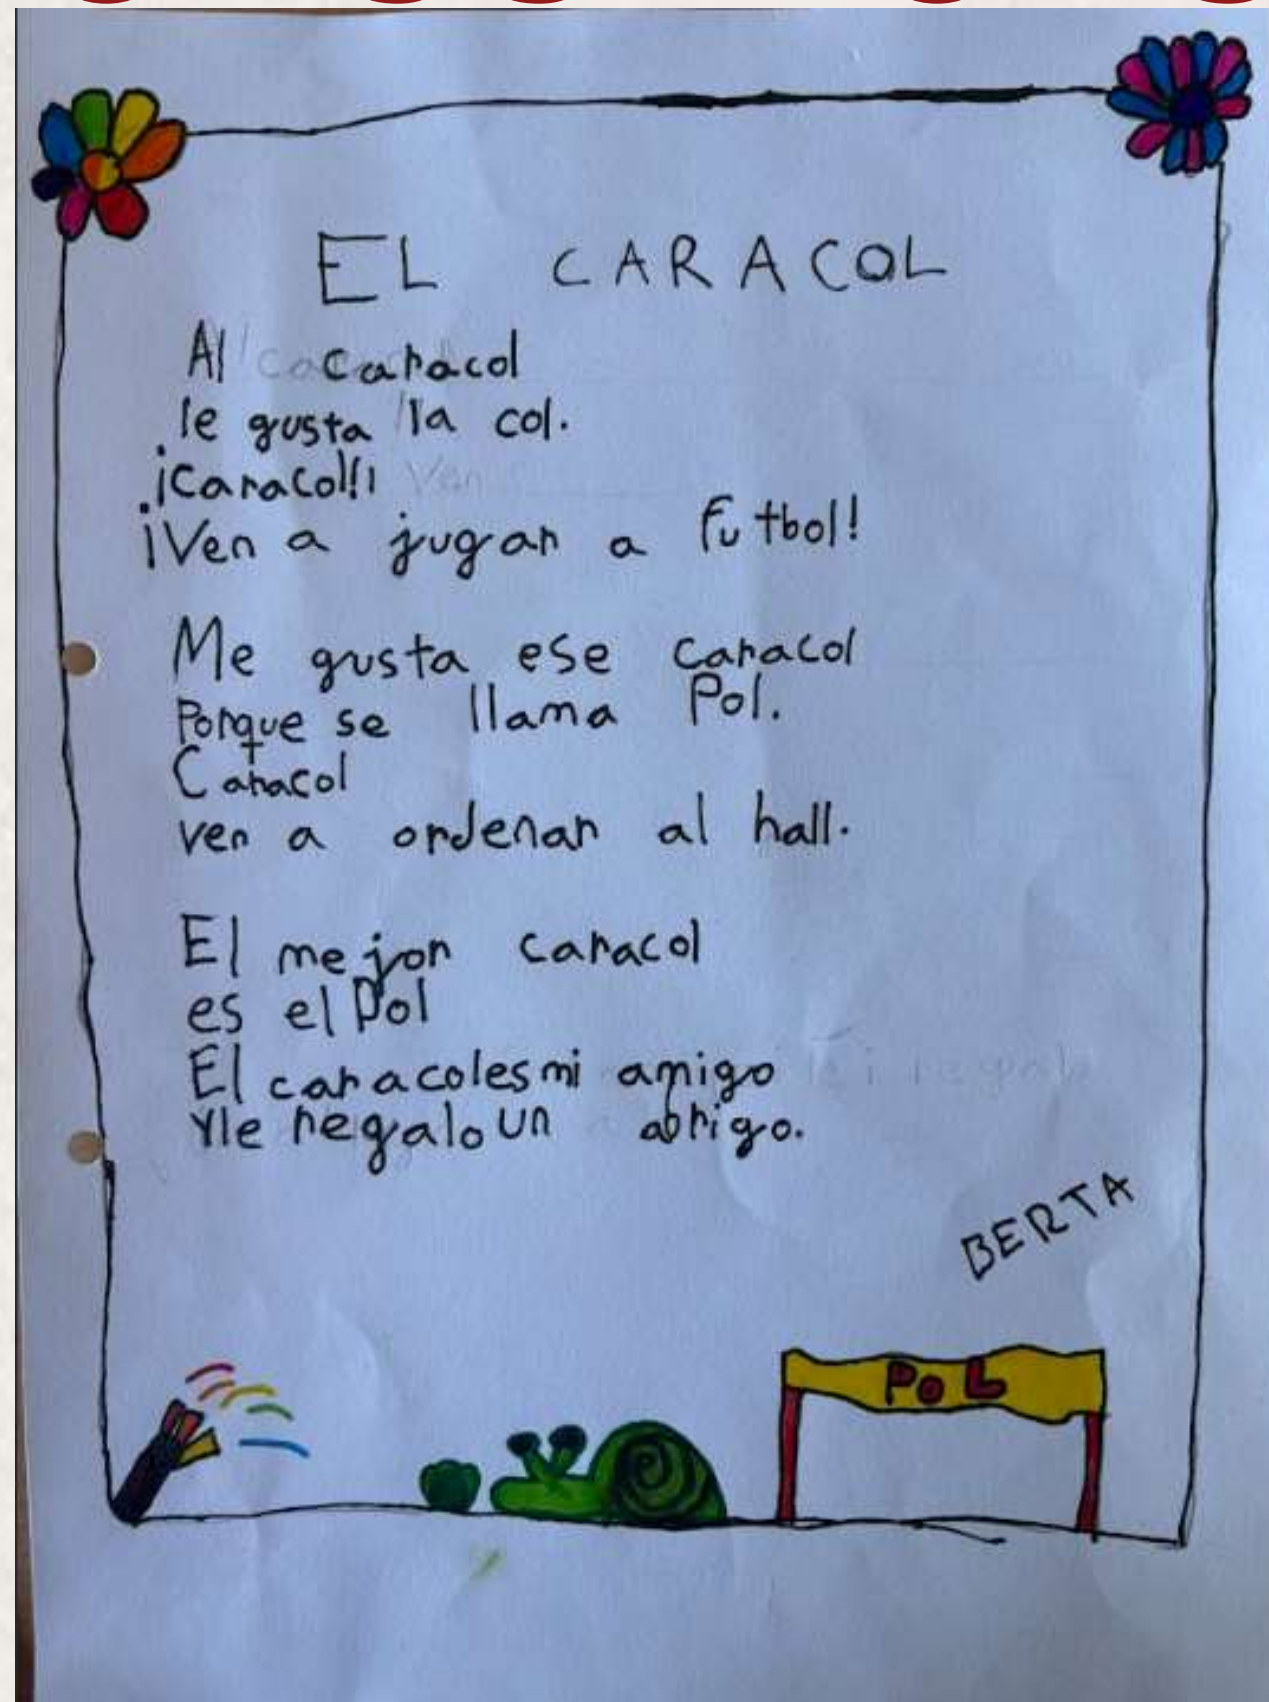 EL CARACOL
Al caracol
le gusta la col.
¡Caracol!
¡Ven a jugar a futbol!
Me gusta ese caracol
Porque se llama Pol.
Caracol
ven a ordenar al hall.
El mejor caracol
es el Pol
El caracol es mi amigo
Y le regalo un abrigo.
BERTA
POL